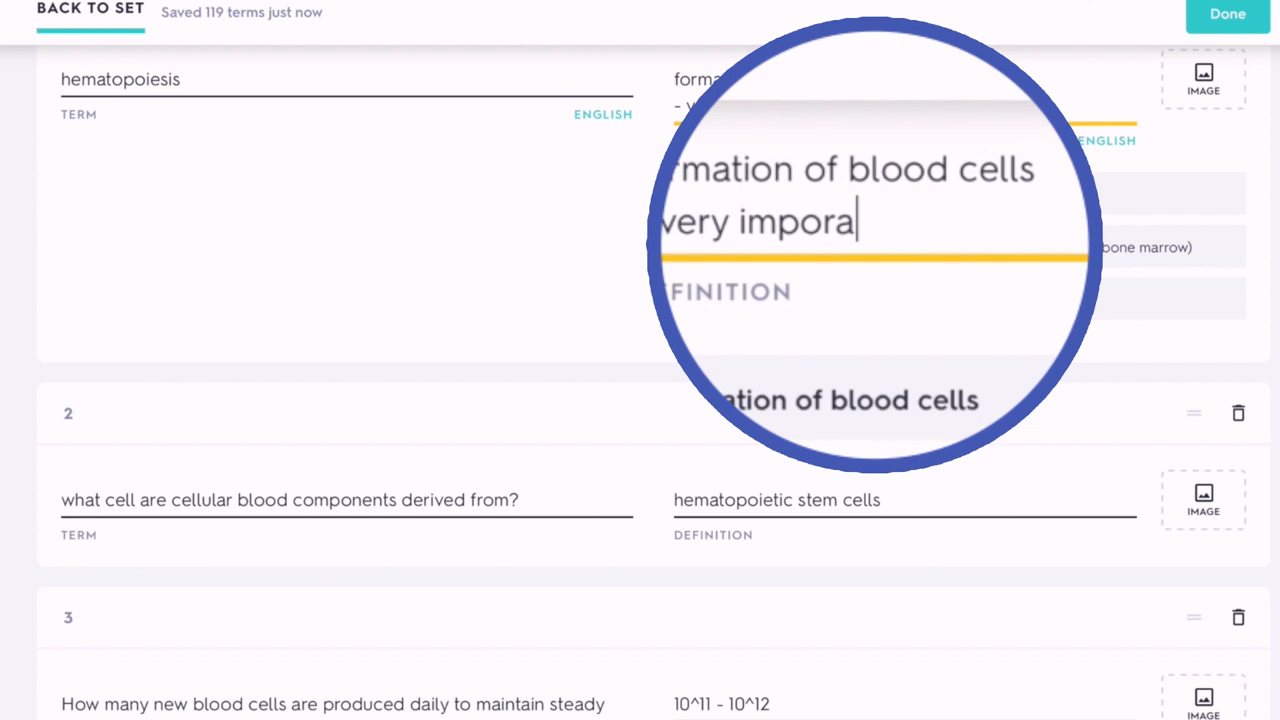 BACK TO SET Saved 119 terms just now Done
hematopoiesis
TERM ENGLISH
IMAGE
ENGLISH
rmation of blood cells
very impora
FINITION
ation of blood cells
bone marrow)
2
what cell are cellular blood components derived from? hematopoietic stem cells
TERM DEFINITION
IMAGE
3
How many new blood cells are produced daily to maintain steady 10^11 - 10^12
IMAGE